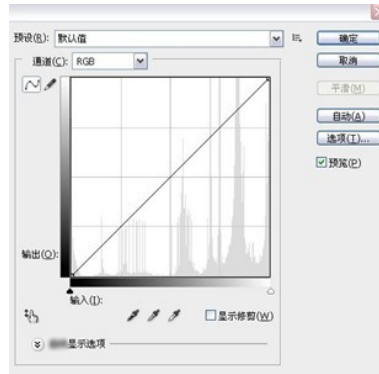 预设(R): 默认值
确定
通道(C): RGB
取消
平滑(M)
自动(A)
选项(T)...
预览(P)
输出(O):
输入(I):
显示修剪(W)
显示选项